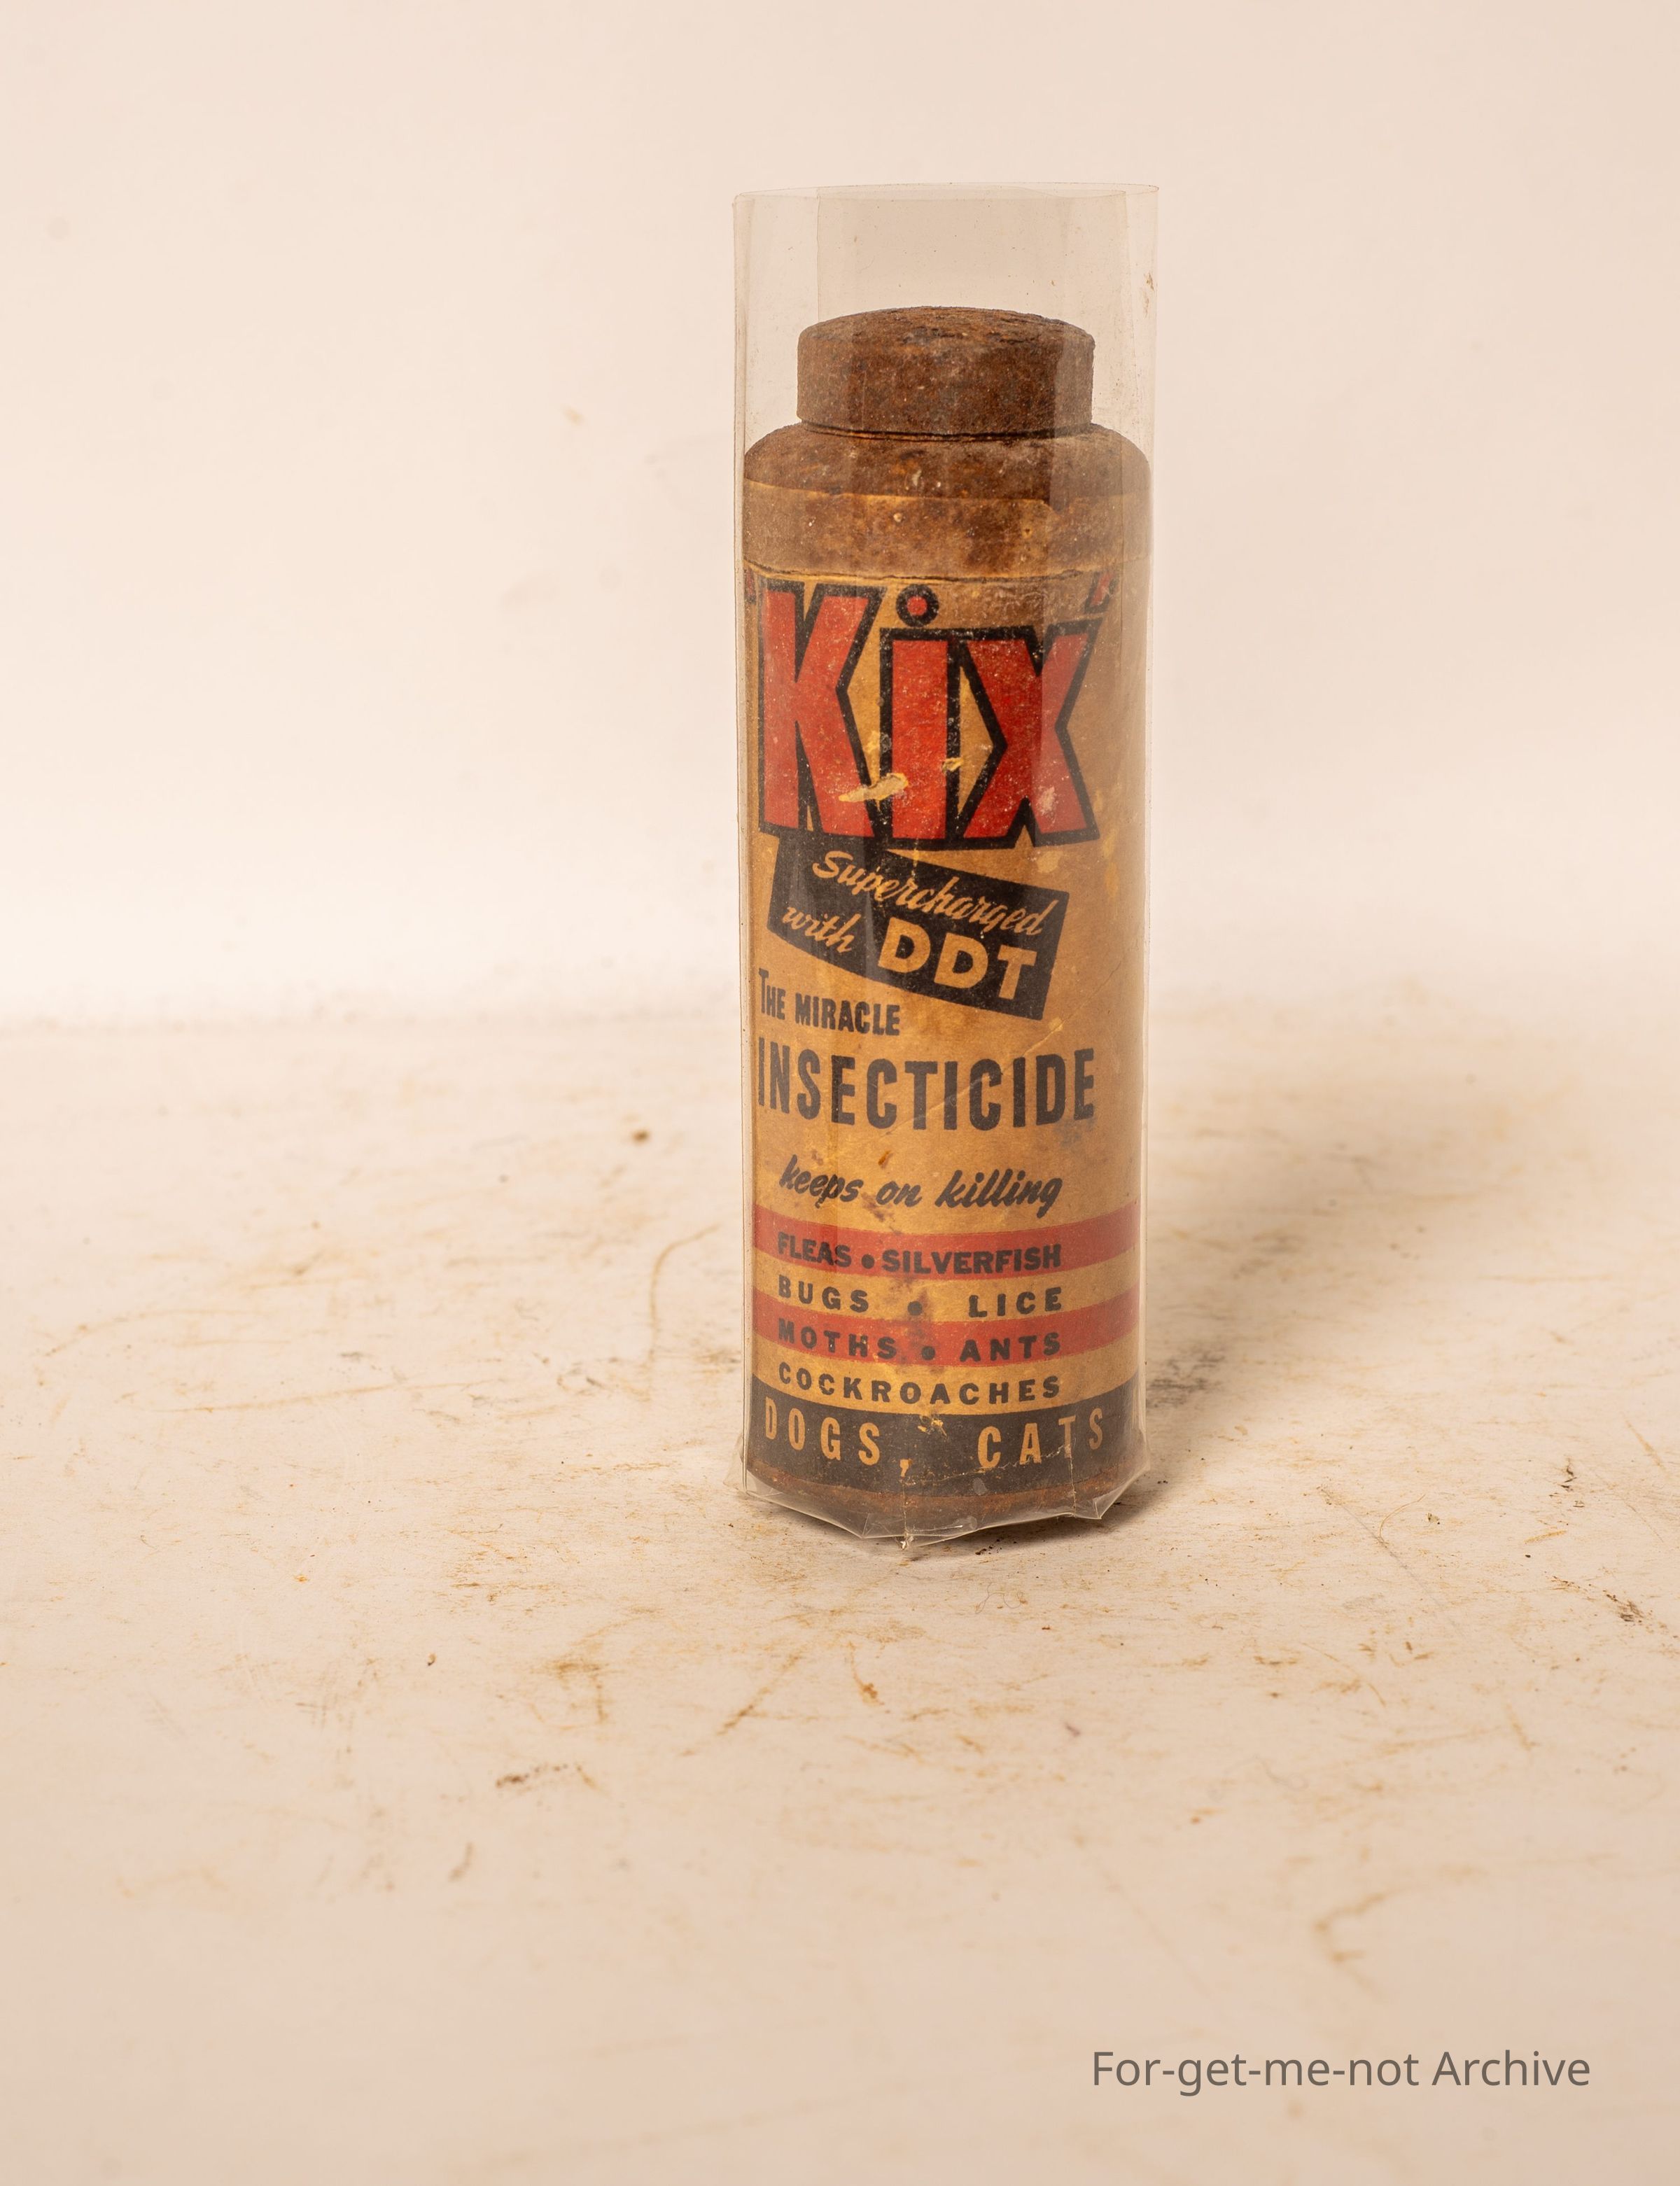 'Kix'
Supercharged
with DDT
THE MIRACLE
INSECTICIDE
keeps on killing
FLEAS • SILVERFISH
BUGS • LICE
MOTHS • ANTS
COCKROACHES
DOGS, CATS
For-get-me-not Archive